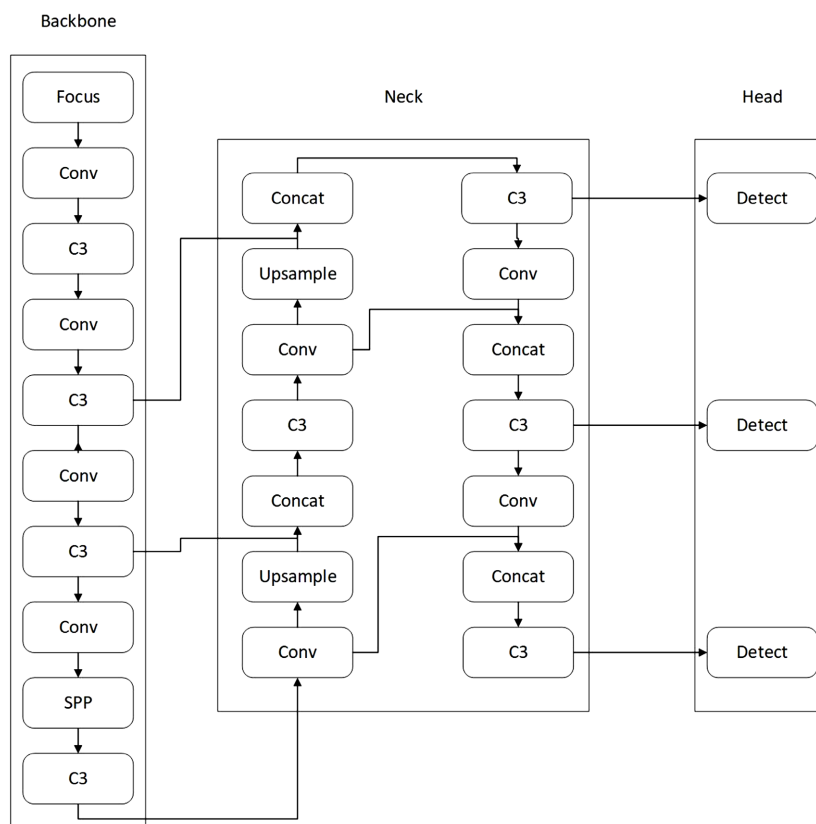 Backbone
Focus
Conv
C3
Conv
C3
Conv
C3
Conv
SPP
C3
Neck
Concat
Upsample
Conv
C3
Concat
Upsample
Conv
C3
Conv
Concat
C3
Conv
Concat
C3
Head
Detect
Detect
Detect